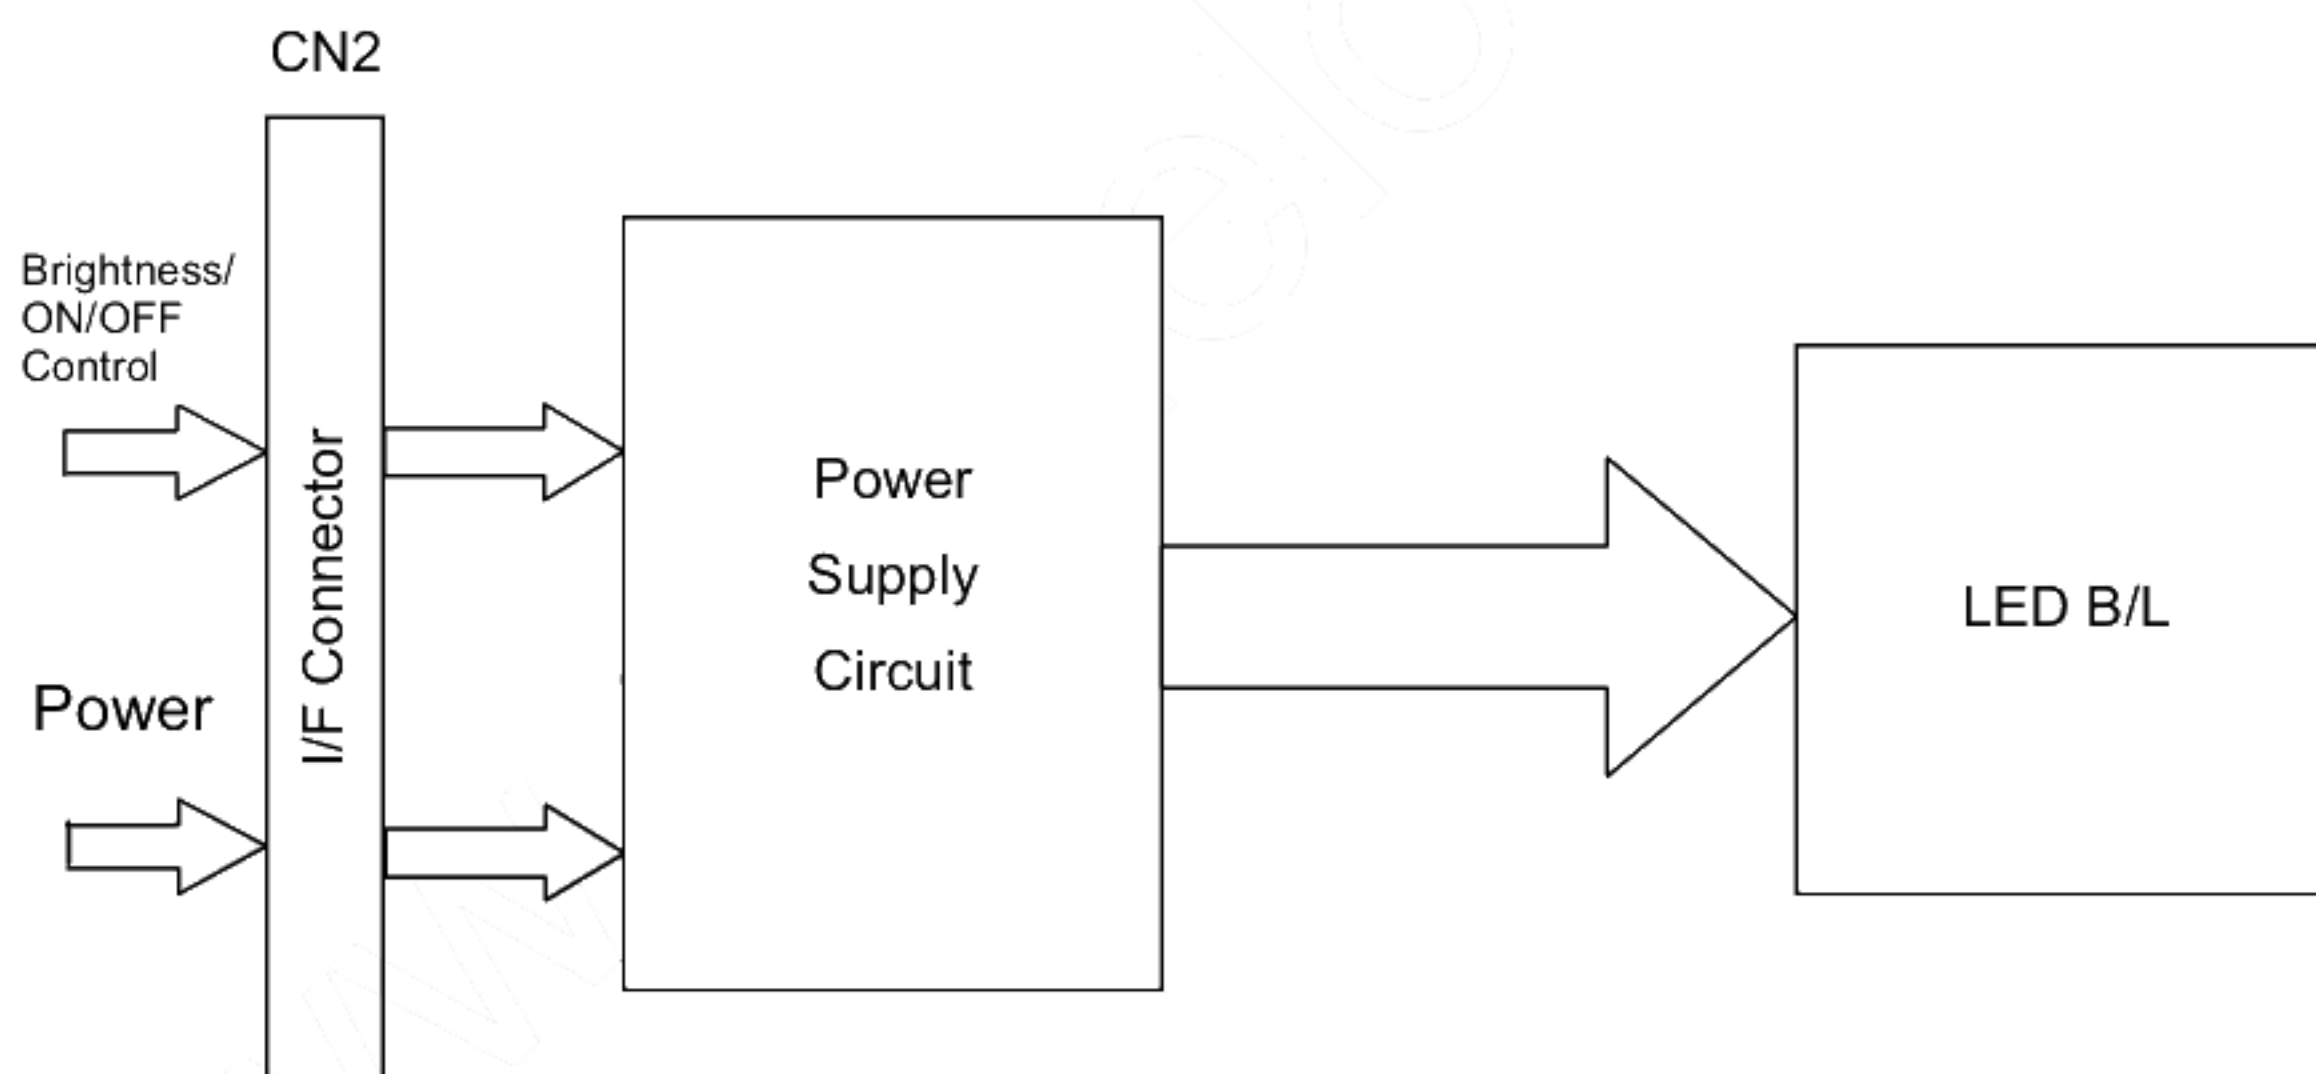 CN2
Brightness/
ON/OFF
Control
I/F Connector
Power
Power
Supply
Circuit
LED B/L